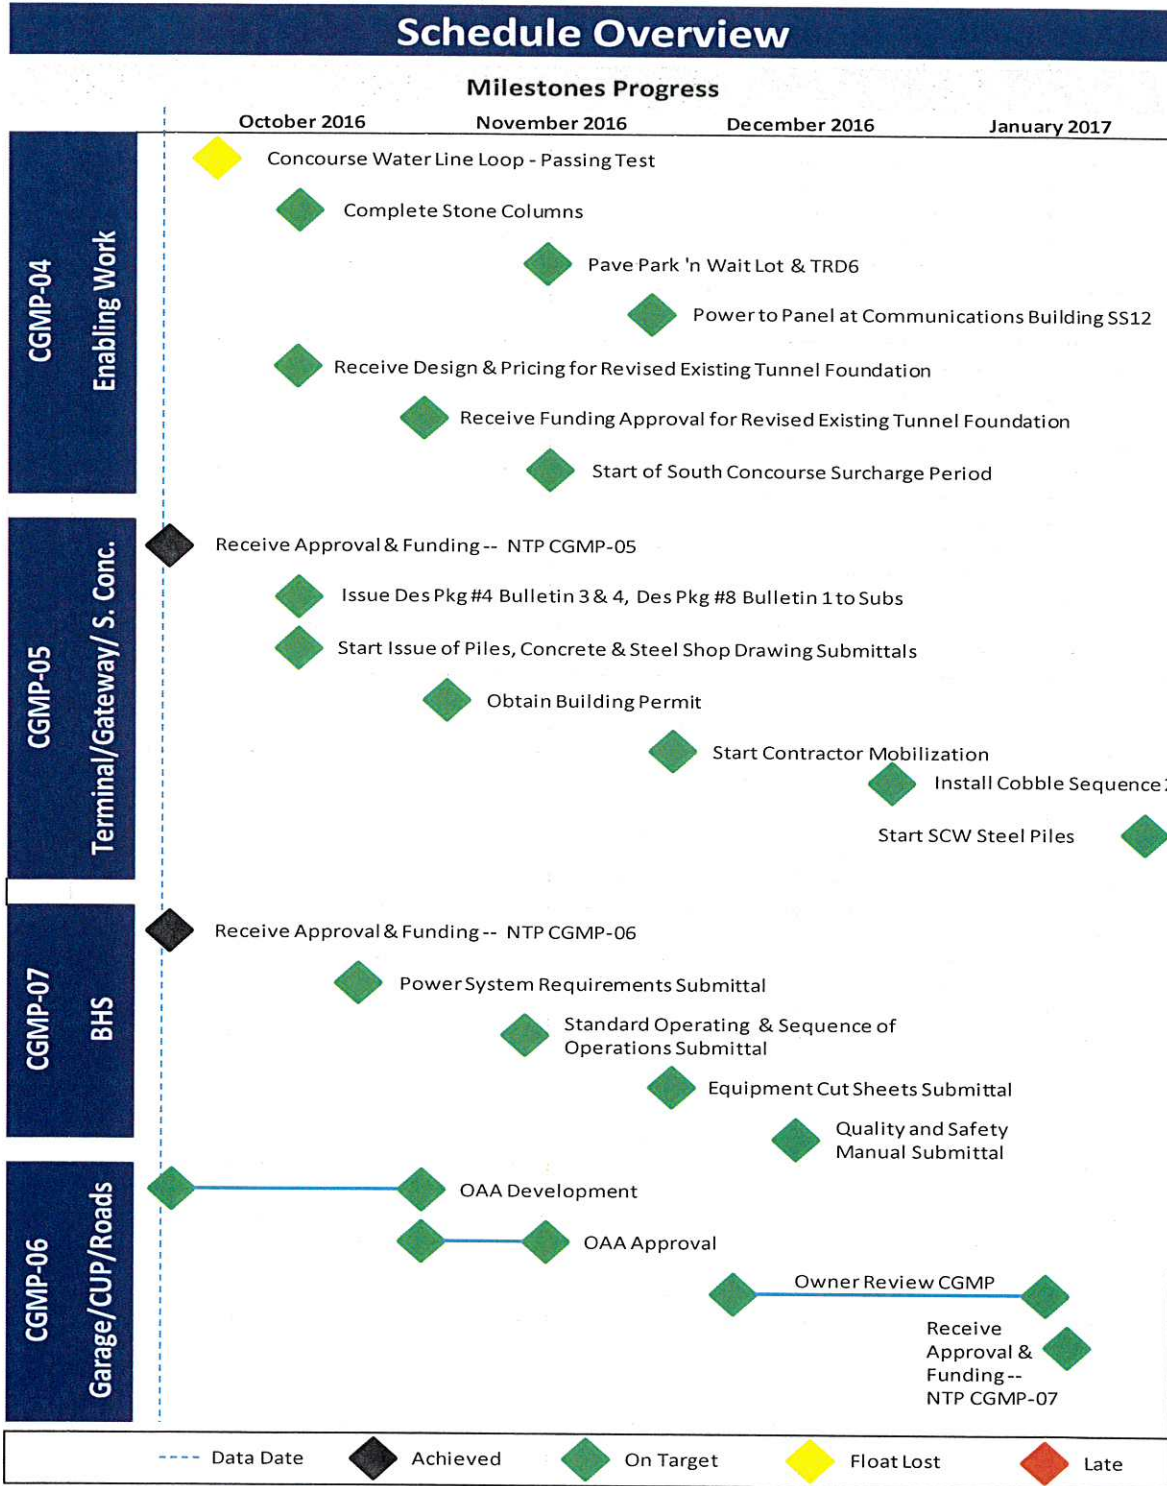 Schedule Overview
Milestones Progress
October 2016
November 2016
December 2016
January 2017
CGMP-04
Enabling Work
Concourse Water Line Loop - Passing Test
Complete Stone Columns
Pave Park 'n Wait Lot & TRD6
Power to Panel at Communications Building SS12
Receive Design & Pricing for Revised Existing Tunnel Foundation
Receive Funding Approval for Revised Existing Tunnel Foundation
Start of South Concourse Surcharge Period
CGMP-05
Terminal/Gateway/ S. Conc.
Receive Approval & Funding -- NTP CGMP-05
Issue Des Pkg #4 Bulletin 3 & 4, Des Pkg #8 Bulletin 1 to Subs
Start Issue of Piles, Concrete & Steel Shop Drawing Submittals
Obtain Building Permit
Start Contractor Mobilization
Install Cobble Sequence
Start SCW Steel Piles
CGMP-07
BHS
Receive Approval & Funding -- NTP CGMP-06
Power System Requirements Submittal
Standard Operating & Sequence of
Operations Submittal
Equipment Cut Sheets Submittal
Quality and Safety
Manual Submittal
CGMP-06
Garage/CUP/Roads
OAA Development
OAA Approval
Owner Review CGMP
Receive
Approval &
Funding --
NTP CGMP-07
Data Date
Achieved
On Target
Float Lost
Late